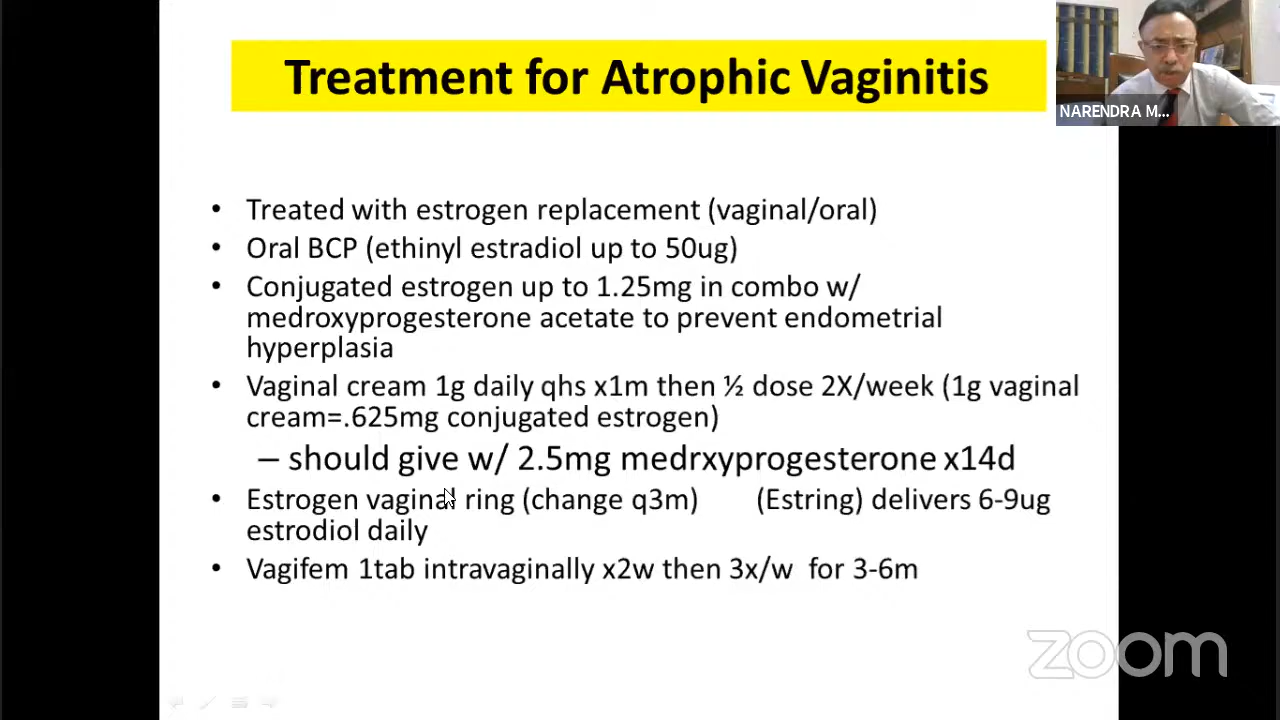 Treatment for Atrophic Vaginitis
NARENDRA M...
• Treated with estrogen replacement (vaginal/oral)
• Oral BCP (ethinyl estradiol up to 50ug)
• Conjugated estrogen up to 1.25mg in combo w/
medroxyprogesterone acetate to prevent endometrial
hyperplasia
• Vaginal cream 1g daily qhs x1m then ½ dose 2X/week (1g vaginal
cream=.625mg conjugated estrogen)
– should give w/ 2.5mg medrxyprogesterone x14d
• Estrogen vaginal ring (change q3m) (Estring) delivers 6-9ug
estrodiol daily
• Vagifem 1tab intravaginally x2w then 3x/w for 3-6m
zoom